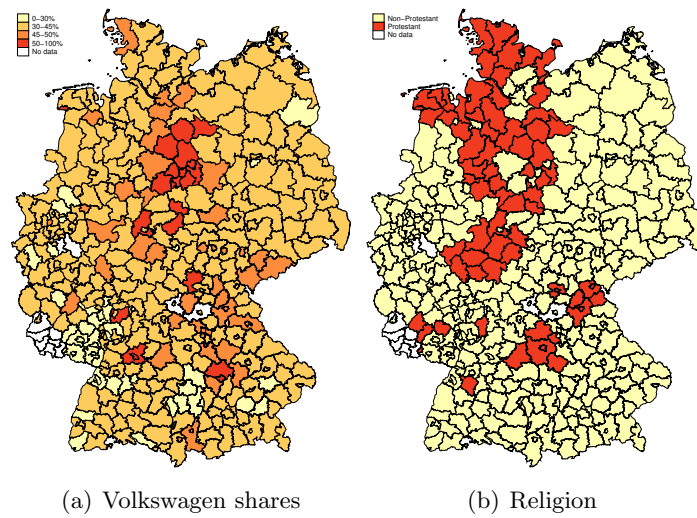 0−30%
30−45%
45−50%
50−100%
No data
Non−Protestant
Protestant
No data
(a) Volkswagen shares
(b) Religion